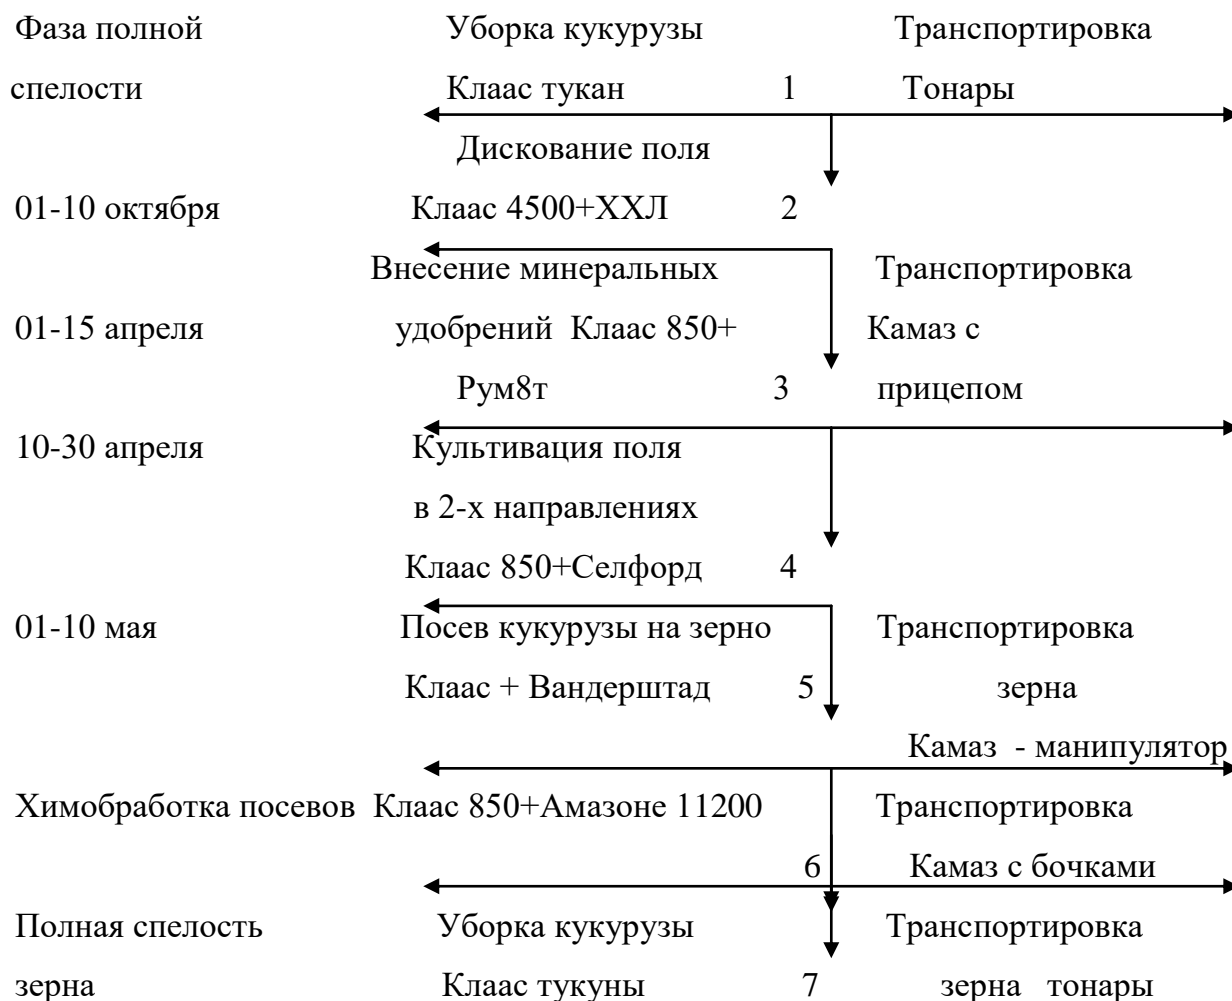 Фаза полной Уборка кукурузы Транспортировка
спелости Клаас тукан 1 Тонары
Дискование поля
01-10 октября Клаас 4500+ХХЛ 2
Внесение минеральных Транспортировка
01-15 апреля удобрений Клаас 850+ Камаз с
Рум8т 3 прицепом
10-30 апреля Культивация поля
в 2-х направлениях
Клаас 850+Селфорд 4
01-10 мая Посев кукурузы на зерно Транспортировка
Клаас + Вандерштад 5 зерна
Камаз - манипулятор
Химобработка посевов Клаас 850+Амазоне 11200 Транспортировка
6 Камаз с бочками
Полная спелость Уборка кукурузы Транспортировка
зерна Клаас тукуны 7 зерна тонары